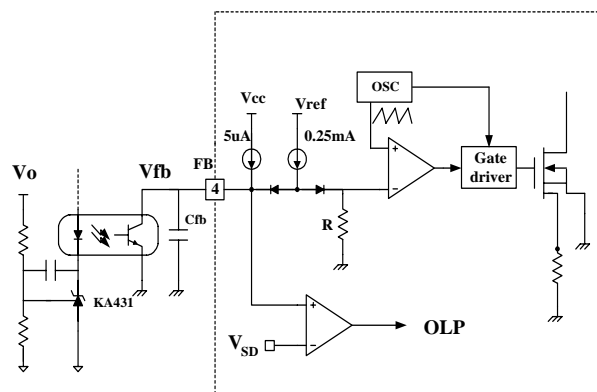 OSC
Vcc Vref
5uA 0.25mA
+
−
Gate
driver
Vo Vfb FB
4
Cfb
R
KA431
+
−
VSD
OLP